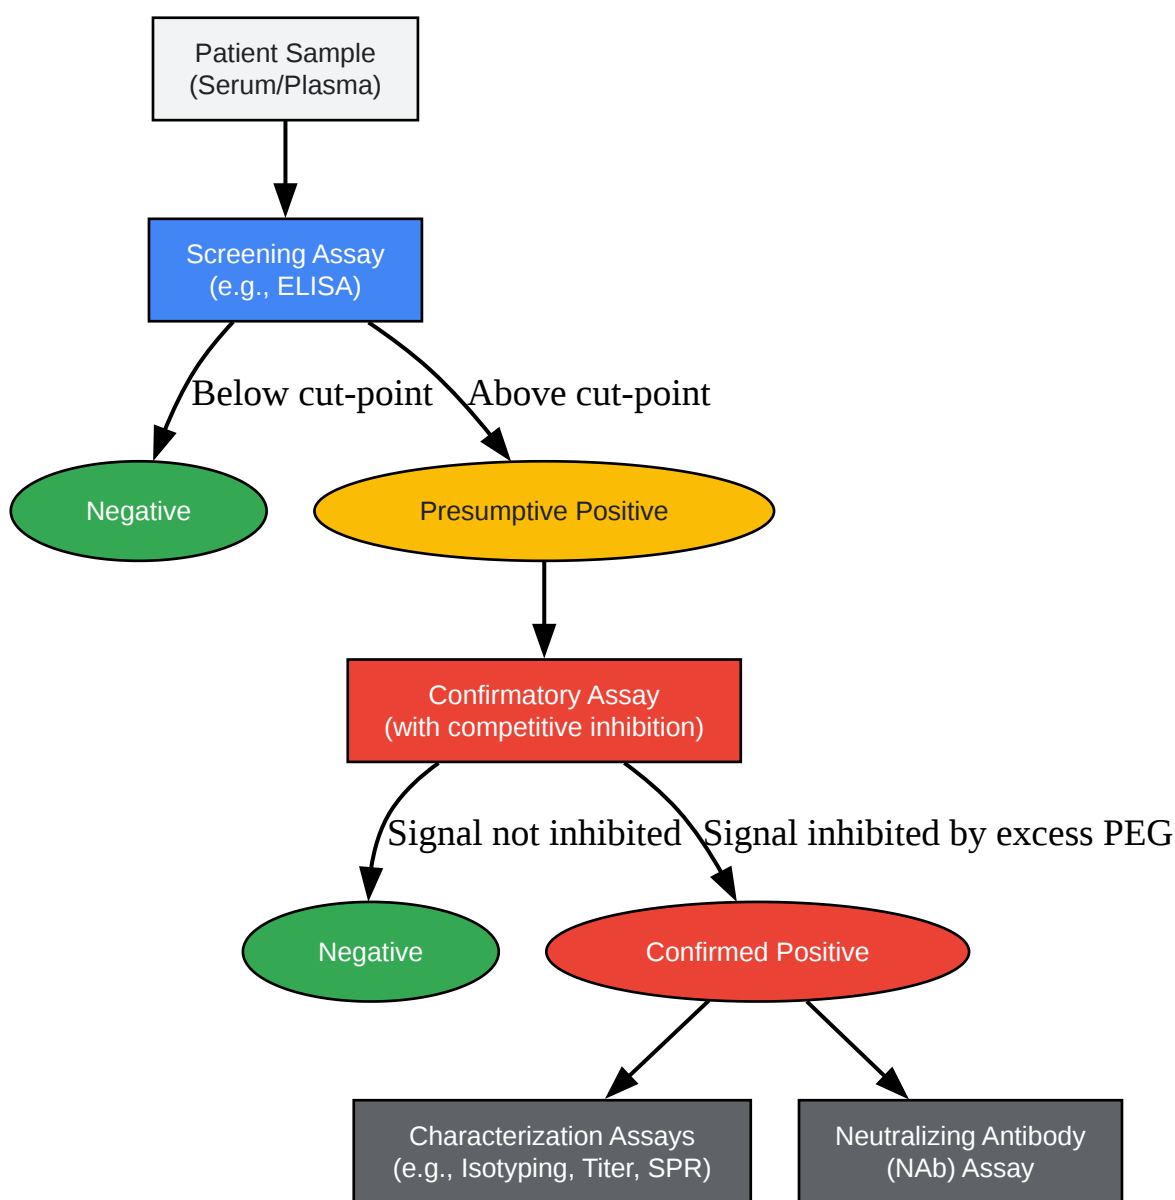 Patient Sample
(Serum/Plasma)
Screening Assay
(e.g., ELISA)
Below cut-point
Above cut-point
Negative
Presumptive Positive
Confirmatory Assay
(with competitive inhibition)
Signal not inhibited
Signal inhibited by excess PEG
Negative
Confirmed Positive
Characterization Assays
(e.g., Isotyping, Titer, SPR)
Neutralizing Antibody
(NAb) Assay